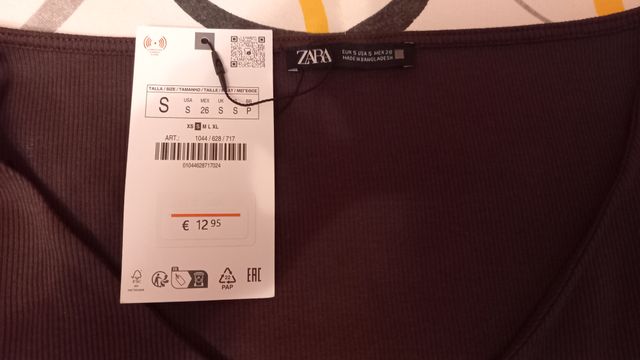 ZARA
EUR S USA S MEX 26
MADE IN BANGLADESH
TALLA / SIZE / TAMANHO / TAILLE /
USA MEX UK BR
S S 26 S S P
XS S M L XL
ART.: 1044 / 628 / 717
01044628717024
€ 12 95
FSC
22
PAP
EAC